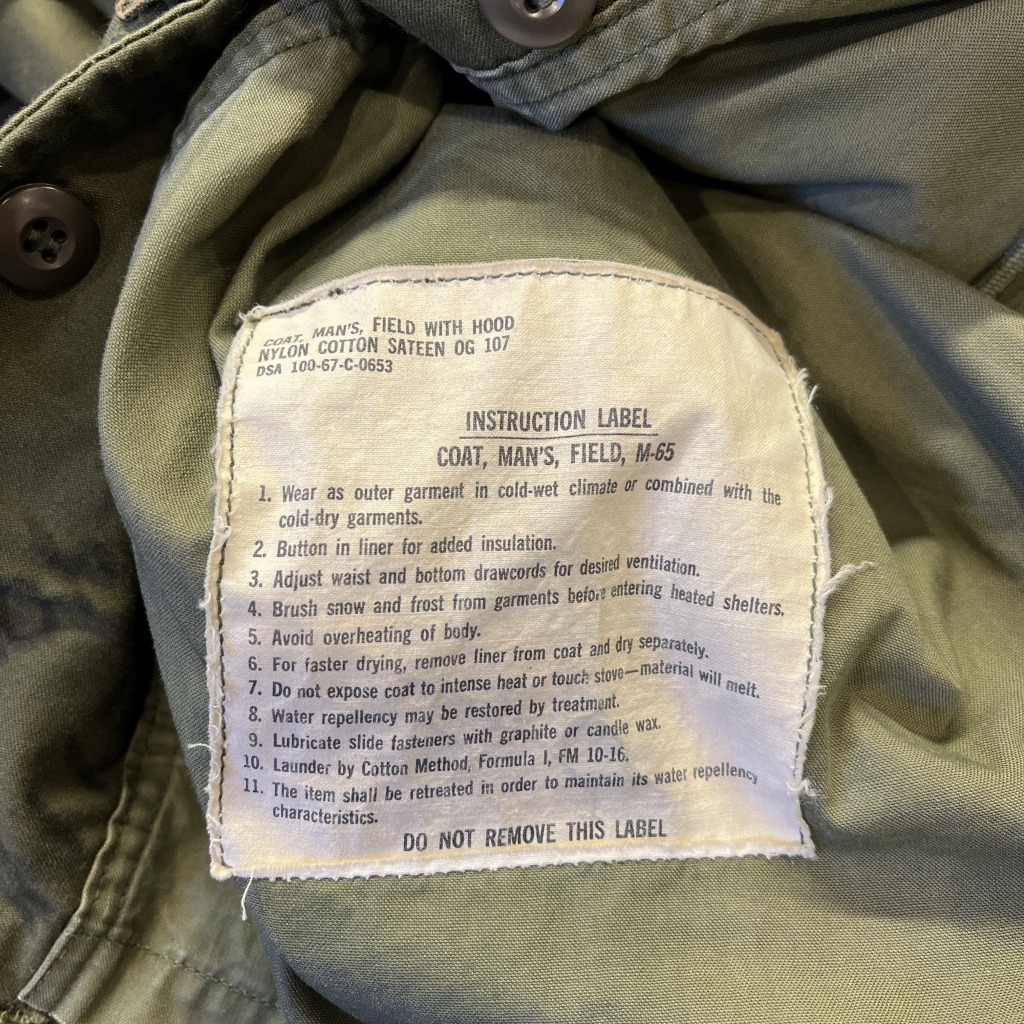 COAT, MAN'S, FIELD WITH HOOD
NYLON COTTON SATEEN OG 107
DSA 100-67-C-0653
INSTRUCTION LABEL
COAT, MAN'S, FIELD, M-65
1. Wear as outer garment in cold-wet climate or combined with the
cold-dry garments.
2. Button in liner for added insulation.
3. Adjust waist and bottom drawcords for desired ventilation.
4. Brush snow and frost from garments before entering heated shelters.
5. Avoid overheating of body.
6. For faster drying, remove liner from coat and dry separately.
7. Do not expose coat to intense heat or touch stove—material will melt.
8. Water repellency may be restored by treatment.
9. Lubricate slide fasteners with graphite or candle wax.
10. Launder by Cotton Method, Formula I, FM 10-16.
11. The item shall be retreated in order to maintain its water repellency
characteristics.
DO NOT REMOVE THIS LABEL